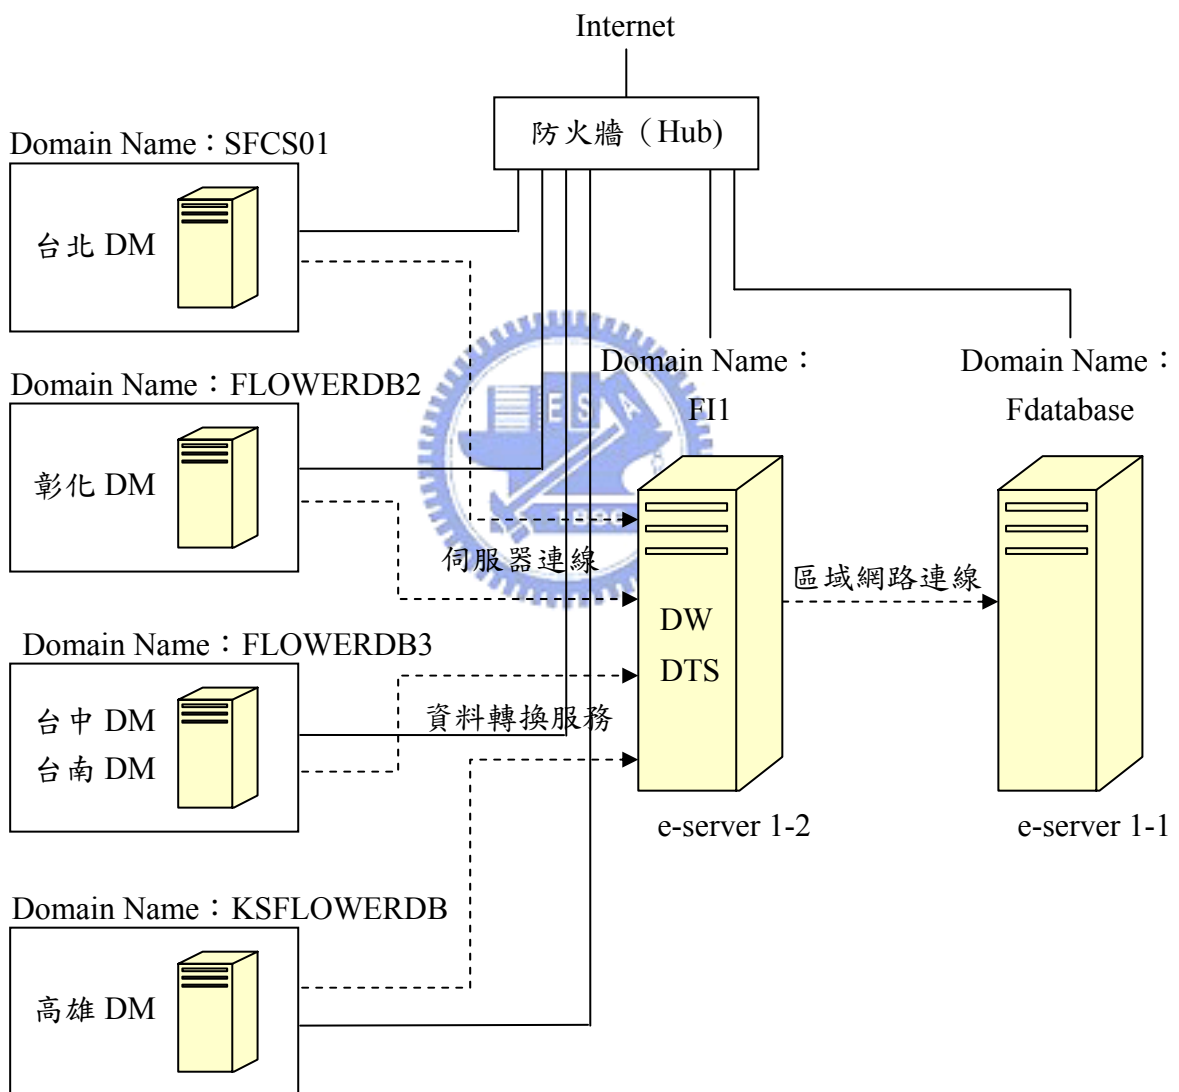 Internet
防火牆（Hub)
Domain Name：SFCS01
台北 DM
Domain Name：FLOWERDB2
彰化 DM
Domain Name：FLOWERDB3
台中 DM
台南 DM
Domain Name：KSFLOWERDB
高雄 DM
伺服器連線
資料轉換服務
Domain Name：
FI1
DW
DTS
e-server 1-2
區域網路連線
Domain Name：
Fdatabase
e-server 1-1
E S A
1896